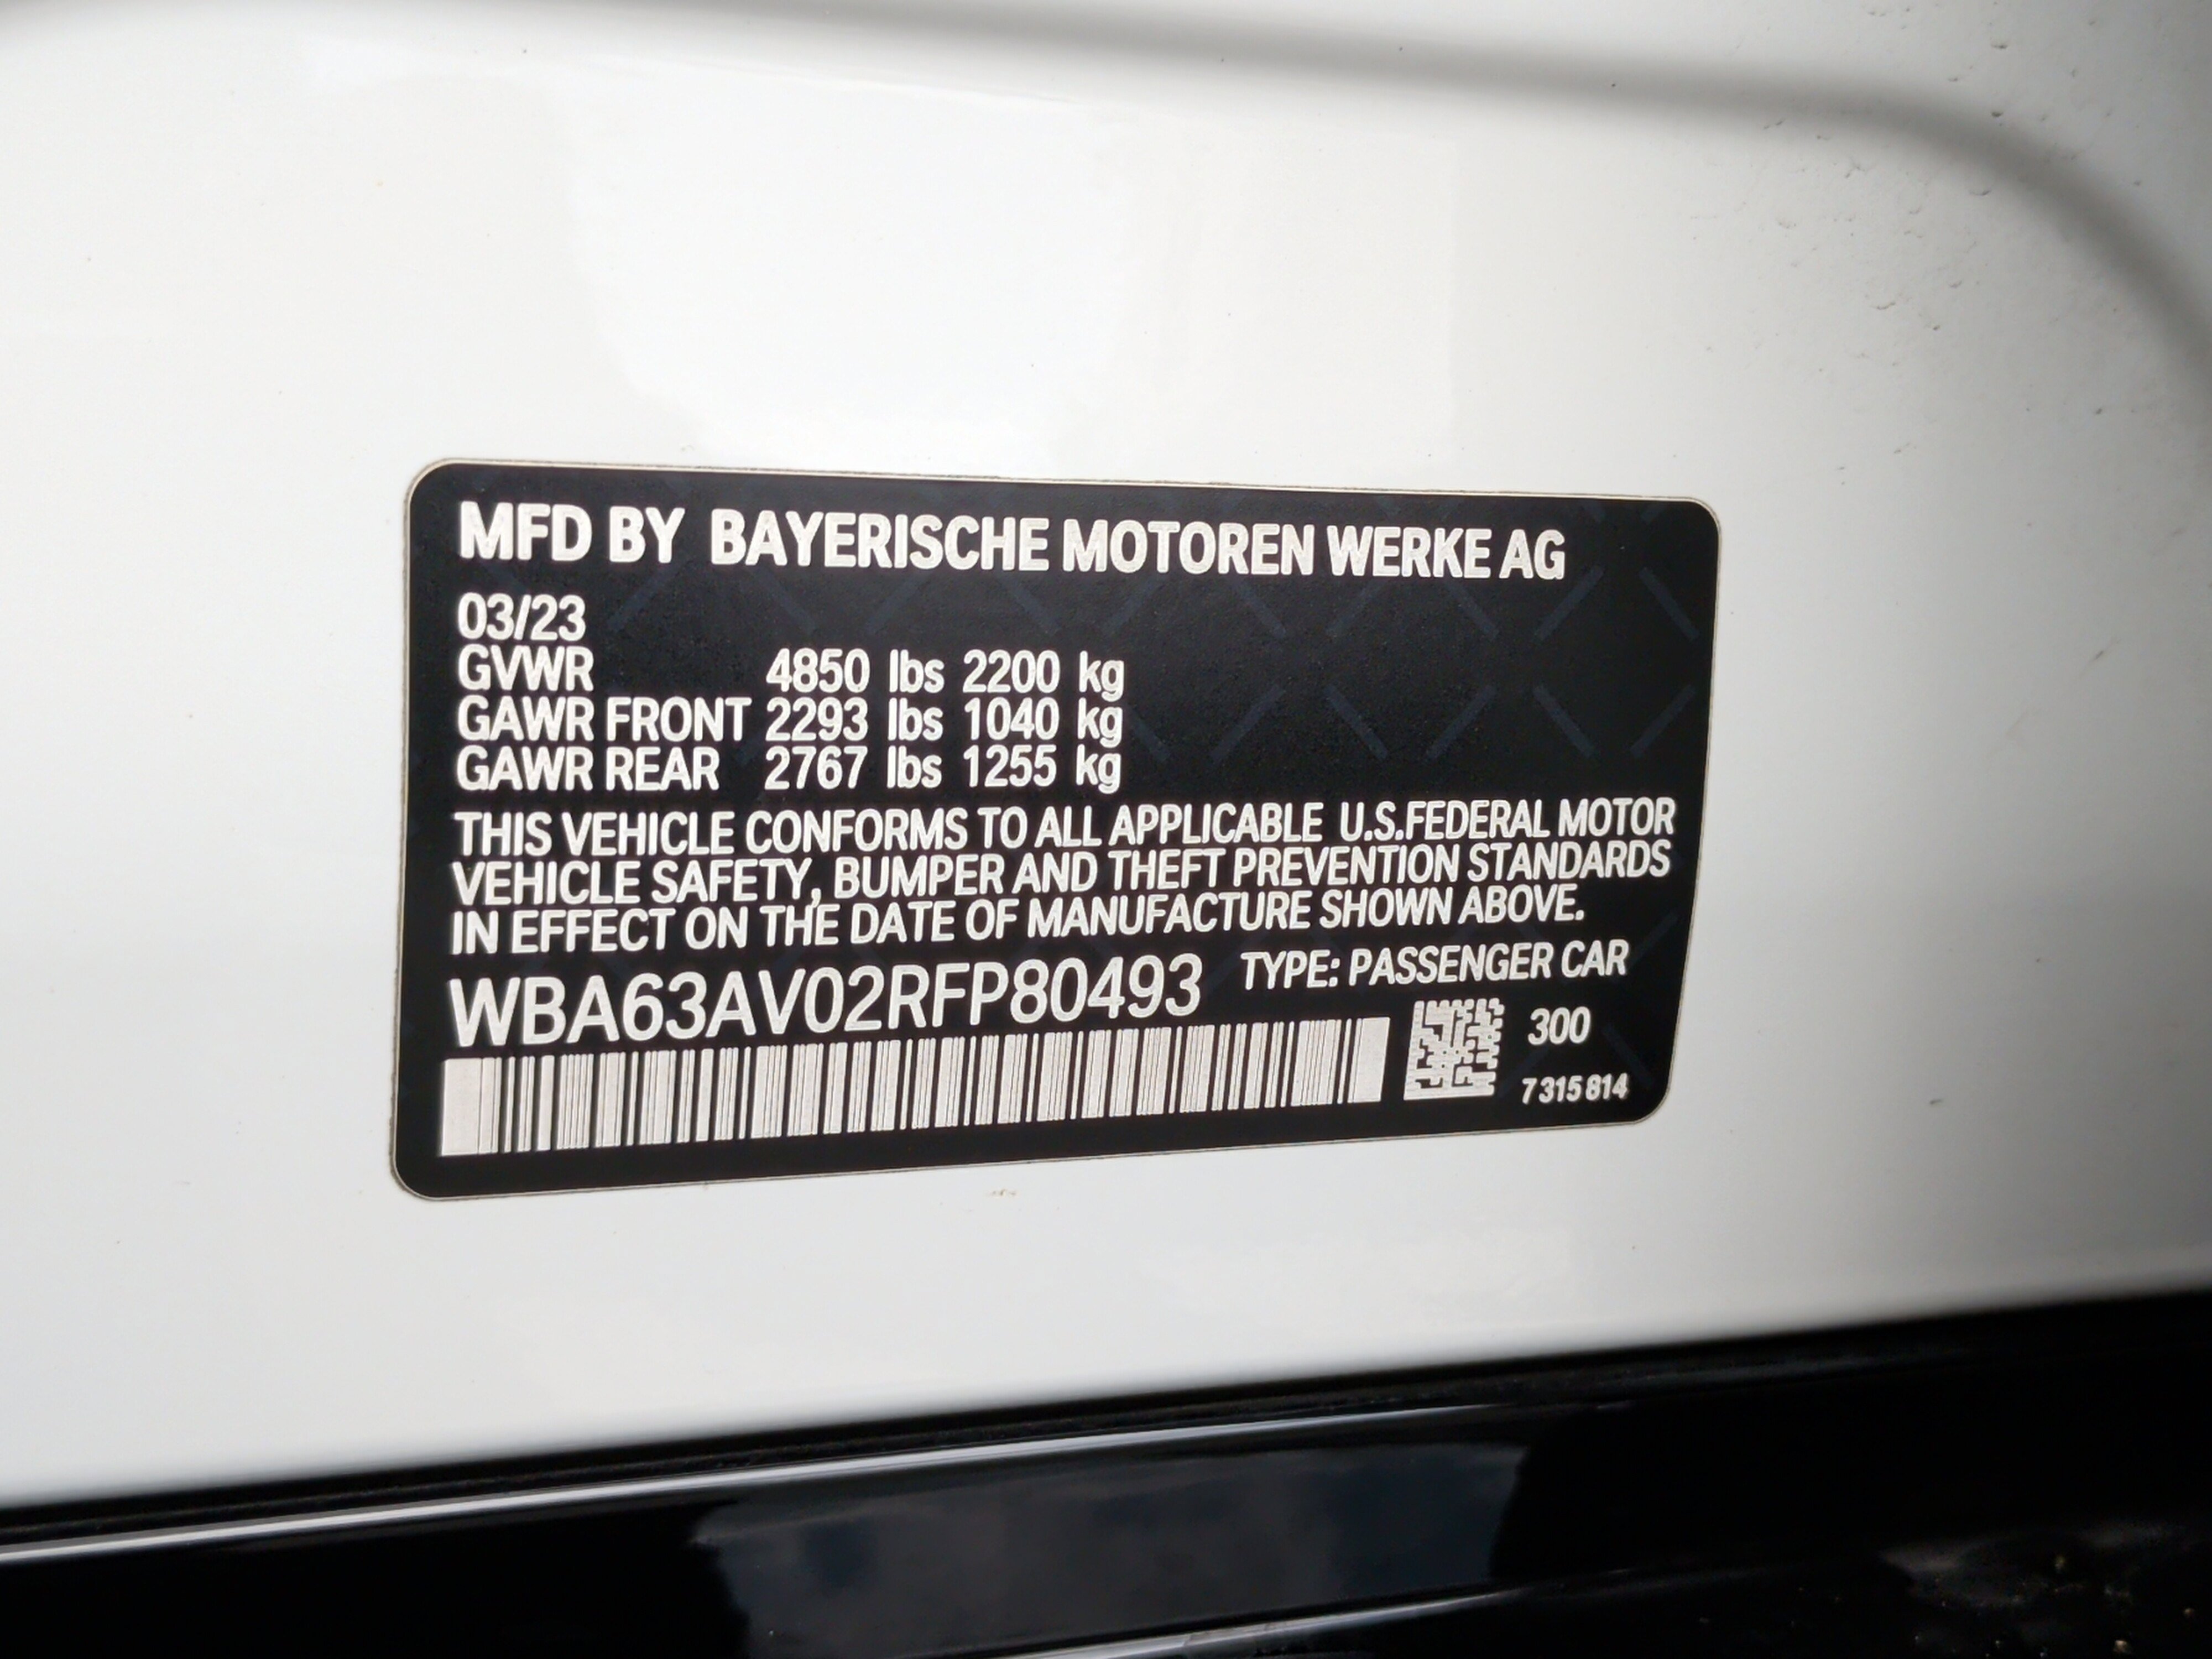 MFD BY BAYERISCHE MOTOREN WERKE AG
03/23
GVWR 4850 lbs 2200 kg
GAWR FRONT 2293 lbs 1040 kg
GAWR REAR 2767 lbs 1255 kg
THIS VEHICLE CONFORMS TO ALL APPLICABLE U.S.FEDERAL MOTOR
VEHICLE SAFETY, BUMPER AND THEFT PREVENTION STANDARDS
IN EFFECT ON THE DATE OF MANUFACTURE SHOWN ABOVE.
WBA63AV02RFP80493 TYPE: PASSENGER CAR
300
7 315 814